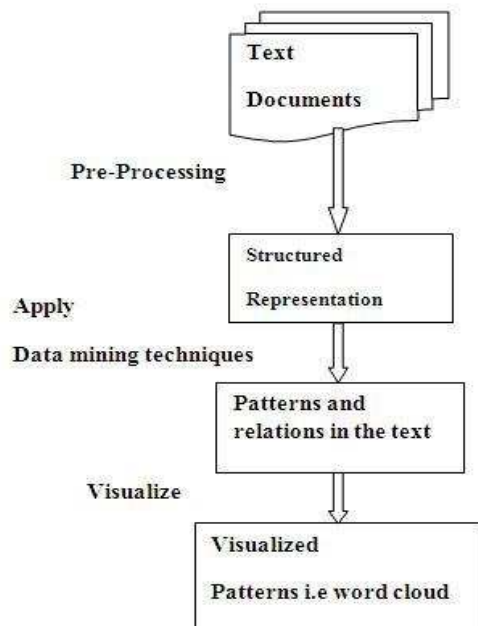 Text
Documents
Pre-Processing
Structured
Representation
Apply
Data mining techniques
Patterns and
relations in the text
Visualize
Visualized
Patterns i.e word cloud